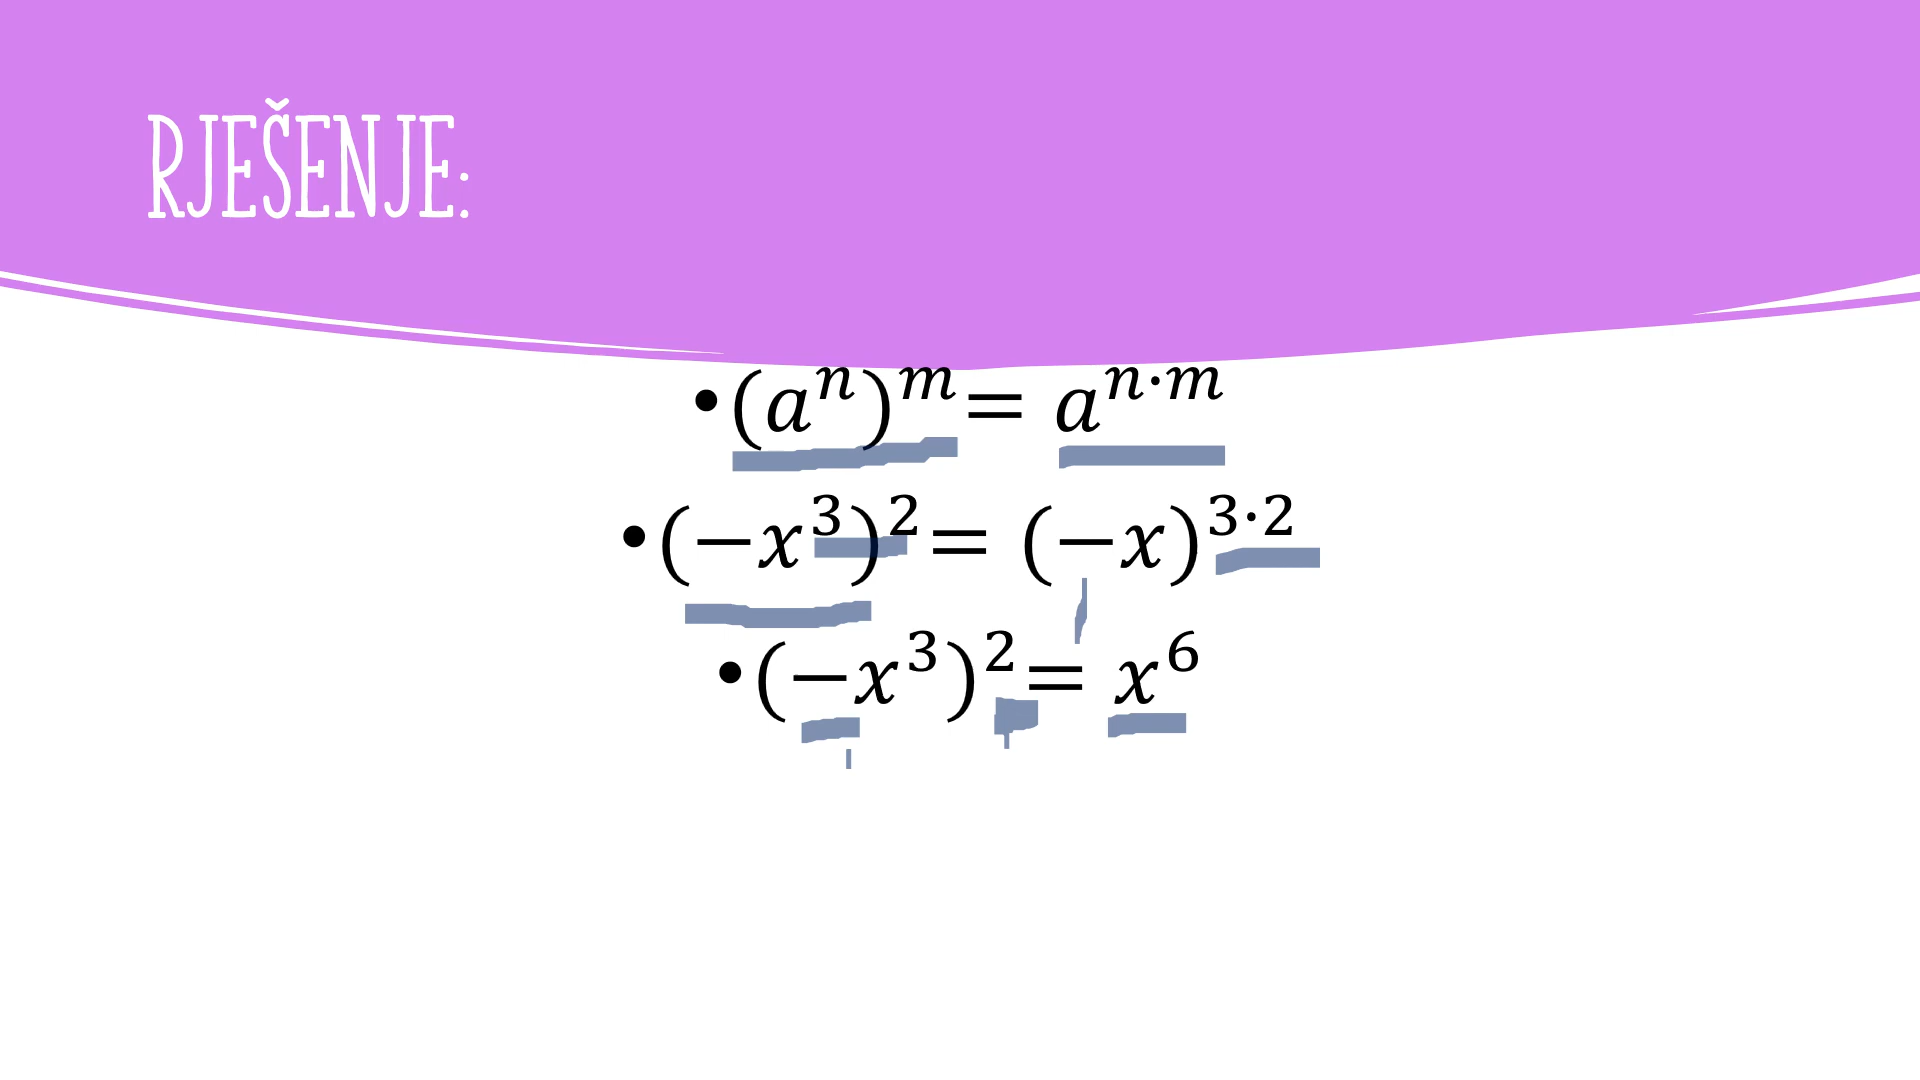 RJEŠENJE:
• (aⁿ)ᵐ= aⁿ·ᵐ
• (−x³)²= (−x)³·²
• (−x³)²= x⁶